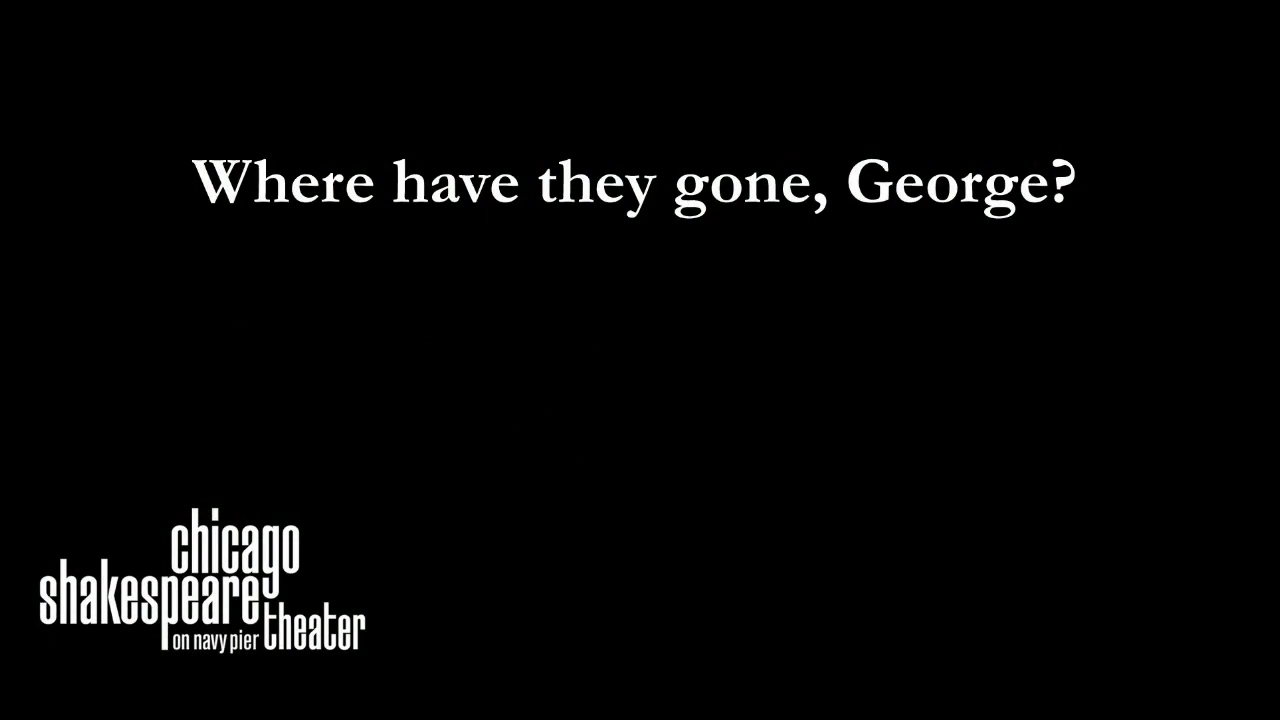 Where have they gone, George?
chicago
shakespeare
on navy pier theater